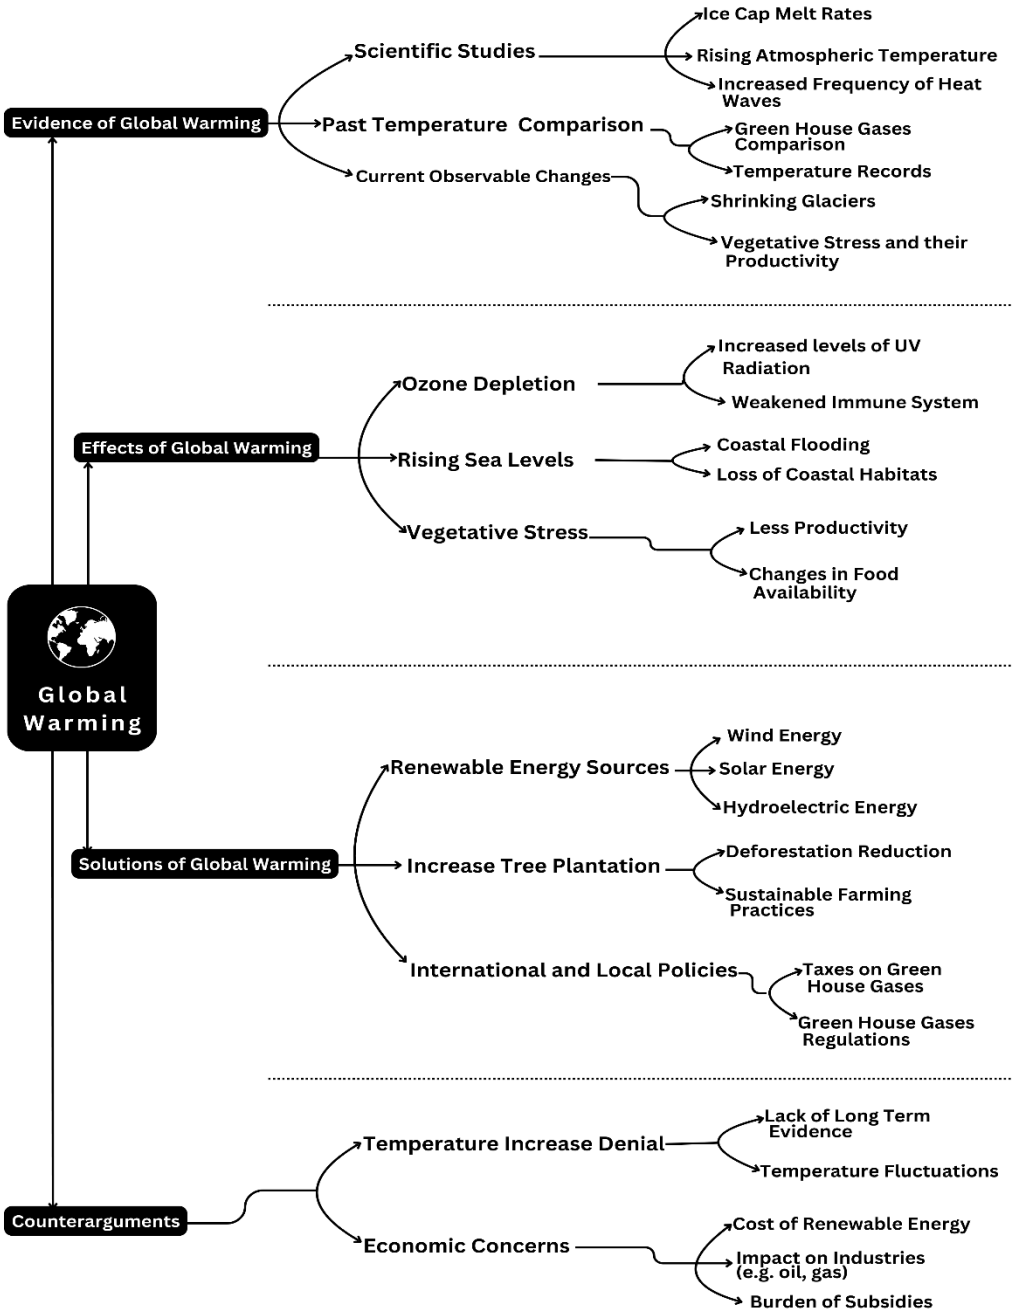 Ice Cap Melt Rates
Scientific Studies
Rising Atmospheric Temperature
Increased Frequency of Heat
Waves
Evidence of Global Warming
Past Temperature Comparison
Green House Gases
Comparison
Temperature Records
Current Observable Changes
Shrinking Glaciers
Vegetative Stress and their
Productivity
Increased levels of UV
Radiation
Ozone Depletion
Weakened Immune System
Effects of Global Warming
Coastal Flooding
Rising Sea Levels
Loss of Coastal Habitats
Vegetative Stress
Less Productivity
Changes in Food
Availability
Global
Warming
Wind Energy
Renewable Energy Sources
Solar Energy
Hydroelectric Energy
Solutions of Global Warming
Increase Tree Plantation
Deforestation Reduction
Sustainable Farming
Practices
International and Local Policies
Taxes on Green
House Gases
Green House Gases
Regulations
Lack of Long Term
Evidence
Temperature Increase Denial
Temperature Fluctuations
Counterarguments
Cost of Renewable Energy
Economic Concerns
Impact on Industries
(e.g. oil, gas)
Burden of Subsidies